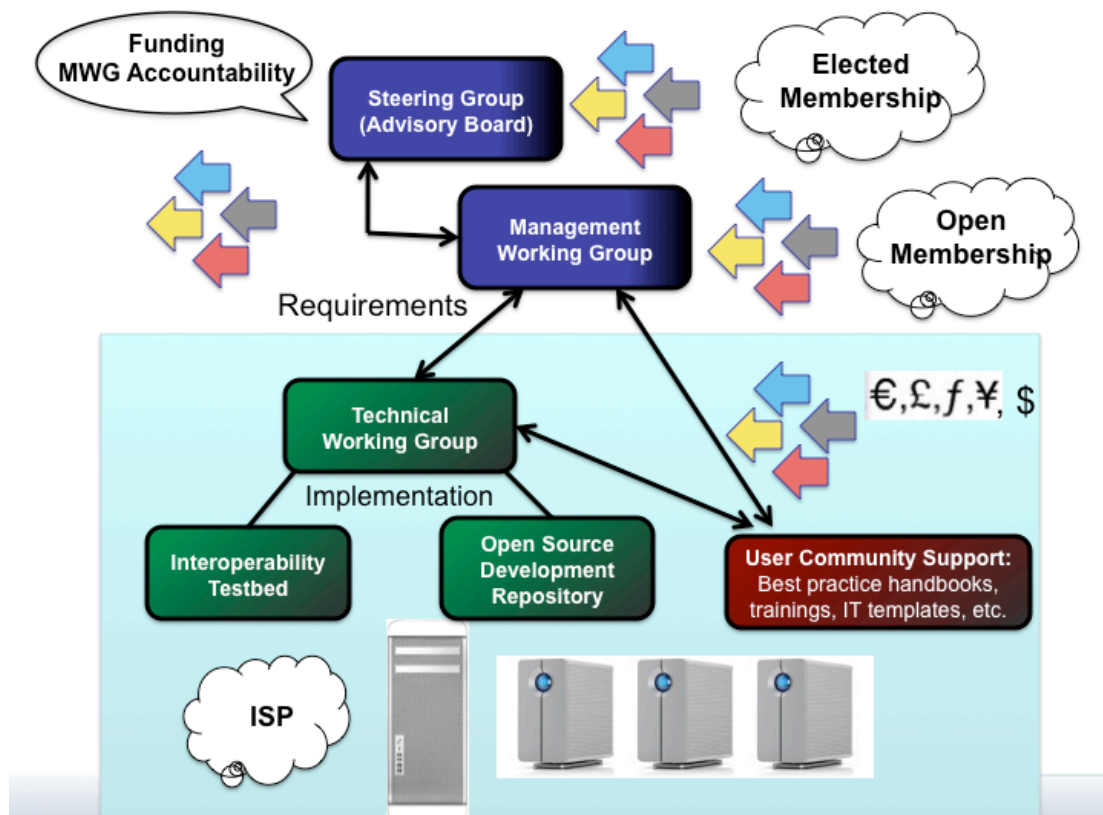 Funding
MWG Accountability
Steering Group
(Advisory Board)
Elected
Membership
Management
Working Group
Open
Membership
Requirements
Technical
Working Group
€,£,ƒ,¥, $
Implementation
Interoperability
Testbed
Open Source
Development
Repository
User Community Support:
Best practice handbooks,
trainings, IT templates, etc.
ISP